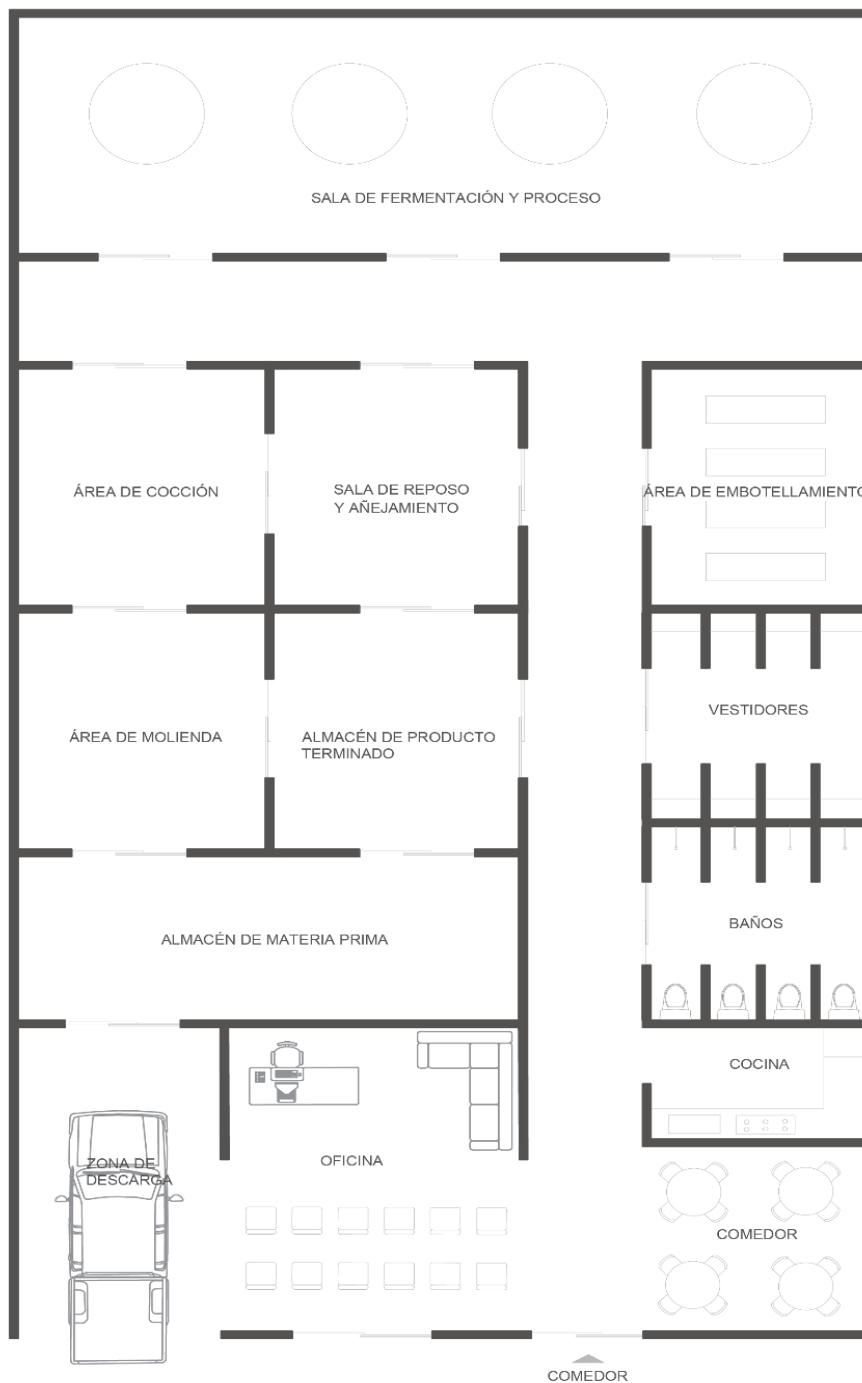 SALA DE FERMENTACIÓN Y PROCESO
ÁREA DE COCCIÓN
SALA DE REPOSO
Y AÑEJAMIENTO
ÁREA DE EMBOTELLAMIENTO
ÁREA DE MOLIENDA
ALMACÉN DE PRODUCTO
TERMINADO
VESTIDORES
ALMACÉN DE MATERIA PRIMA
BAÑOS
COCINA
ZONA DE
DESCARGA
OFICINA
COMEDOR
COMEDOR